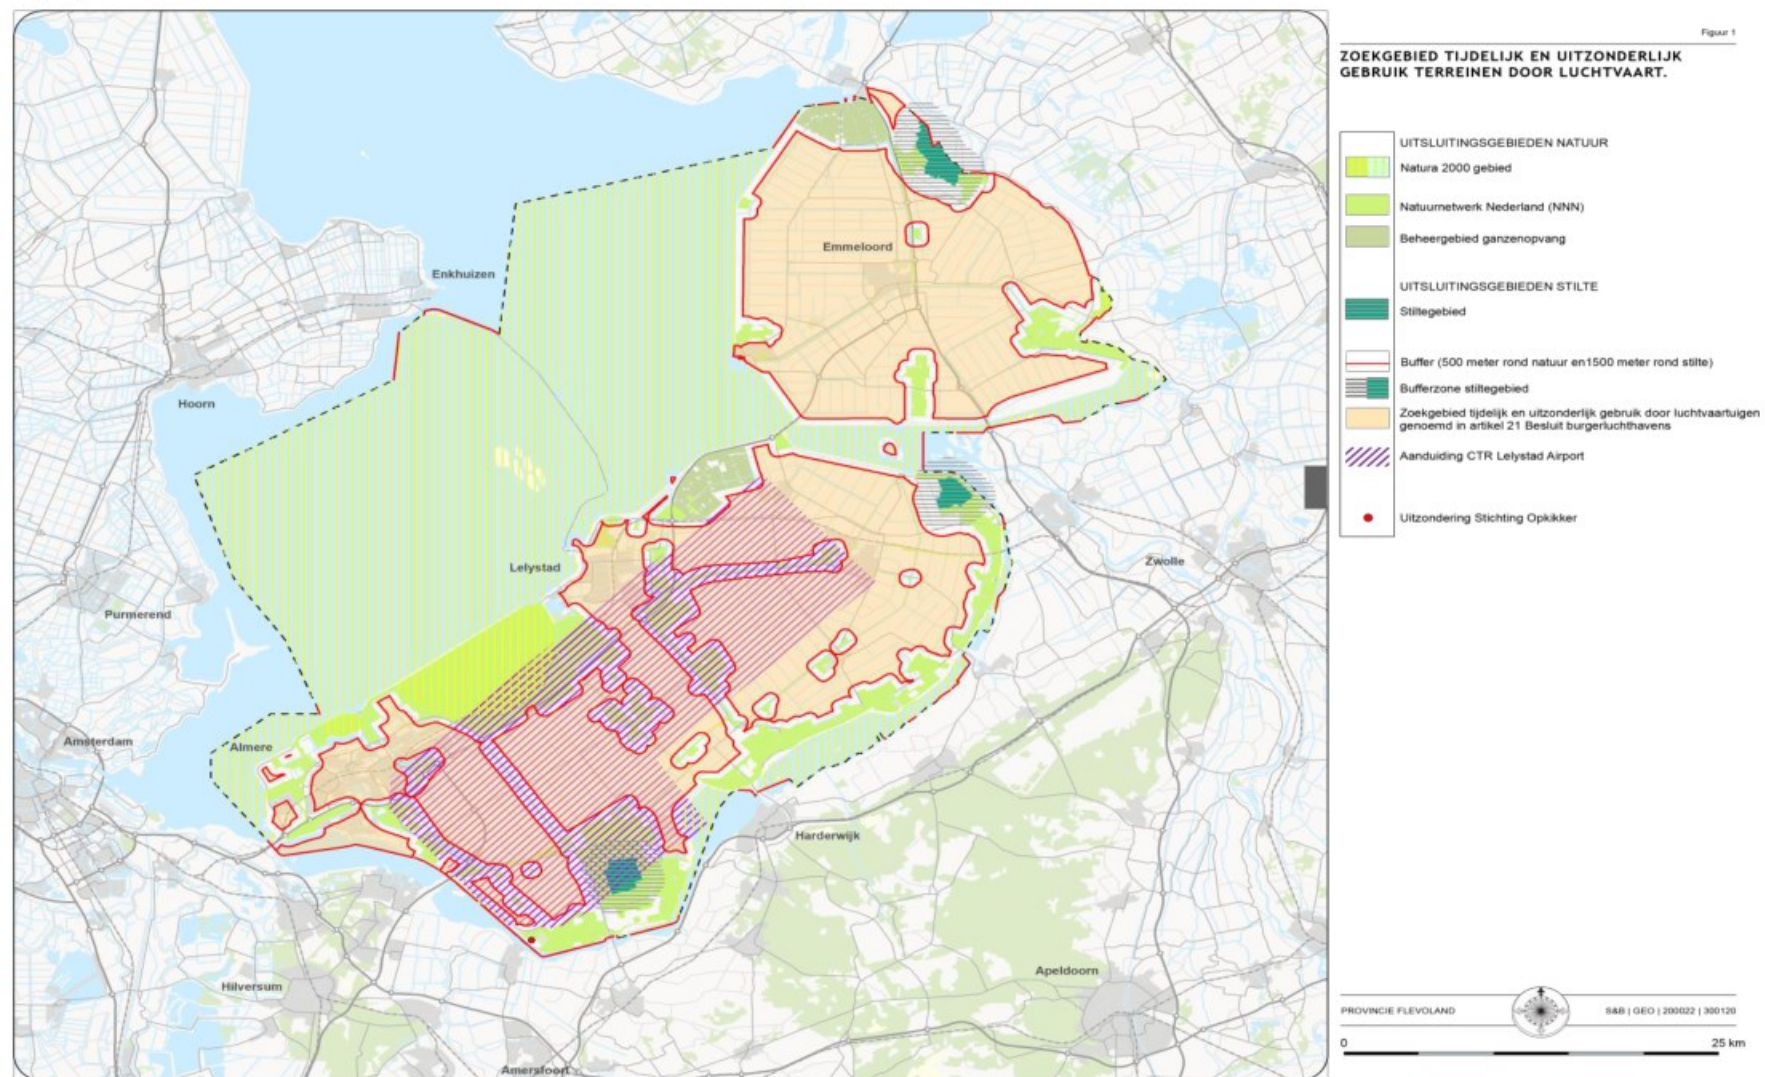 Figuur 1
ZOEKGEBIED TIJDELIJK EN UITZONDERLIJK
GEBRUIK TERREINEN DOOR LUCHTVAART.
UITSLUITINGSGEBIEDEN NATUUR
Natura 2000 gebied
Natuurnetwerk Nederland (NNN)
Beheergebied ganzenopvang
UITSLUITINGSGEBIEDEN STILTE
Stiltegebied
Buffer (500 meter rond natuur en1500 meter rond stilte)
Bufferzone stiltegebied
Zoekgebied tijdelijk en uitzonderlijk gebruik door luchtvaartuigen
genoemd in artikel 21 Besluit burgerluchthavens
Aanduiding CTR Lelystad Airport
Uitzondering Stichting Opkikker
Emmeloord
Enkhuizen
Hoorn
Lelystad
Zwolle
Purmerend
Amsterdam
Almere
Harderwijk
Apeldoorn
Hilversum
Amersfoort
PROVINCIE FLEVOLAND
S&B | GEO | 200022 | 300120
0
25 km